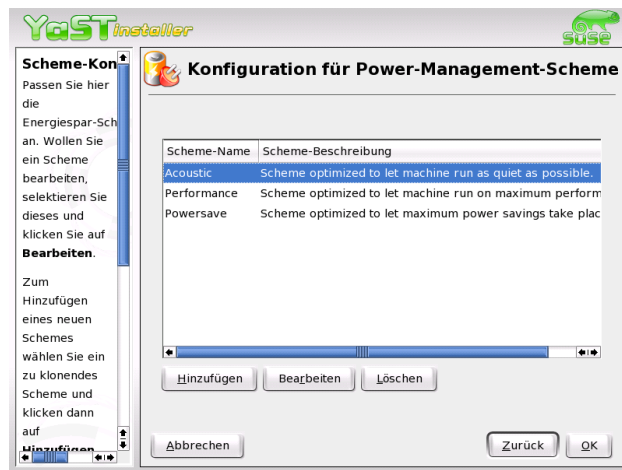 YaST installer
SUSE
Scheme-Kon
Passen Sie hier
die
Energiespar-Sch
an. Wollen Sie
ein Scheme
bearbeiten,
selektieren Sie
dieses und
klicken Sie auf
Bearbeiten.
Zum
Hinzufügen
eines neuen
Schemes
wählen Sie ein
zu klonendes
Scheme und
klicken dann
auf
Hinzufügen
Konfiguration für Power-Management-Scheme
Scheme-Name Scheme-Beschreibung
Acoustic Scheme optimized to let machine run as quiet as possible.
Performance Scheme optimized to let machine run on maximum perform
Powersave Scheme optimized to let maximum power savings take plac
Hinzufügen Bearbeiten Löschen
Abbrechen Zurück OK